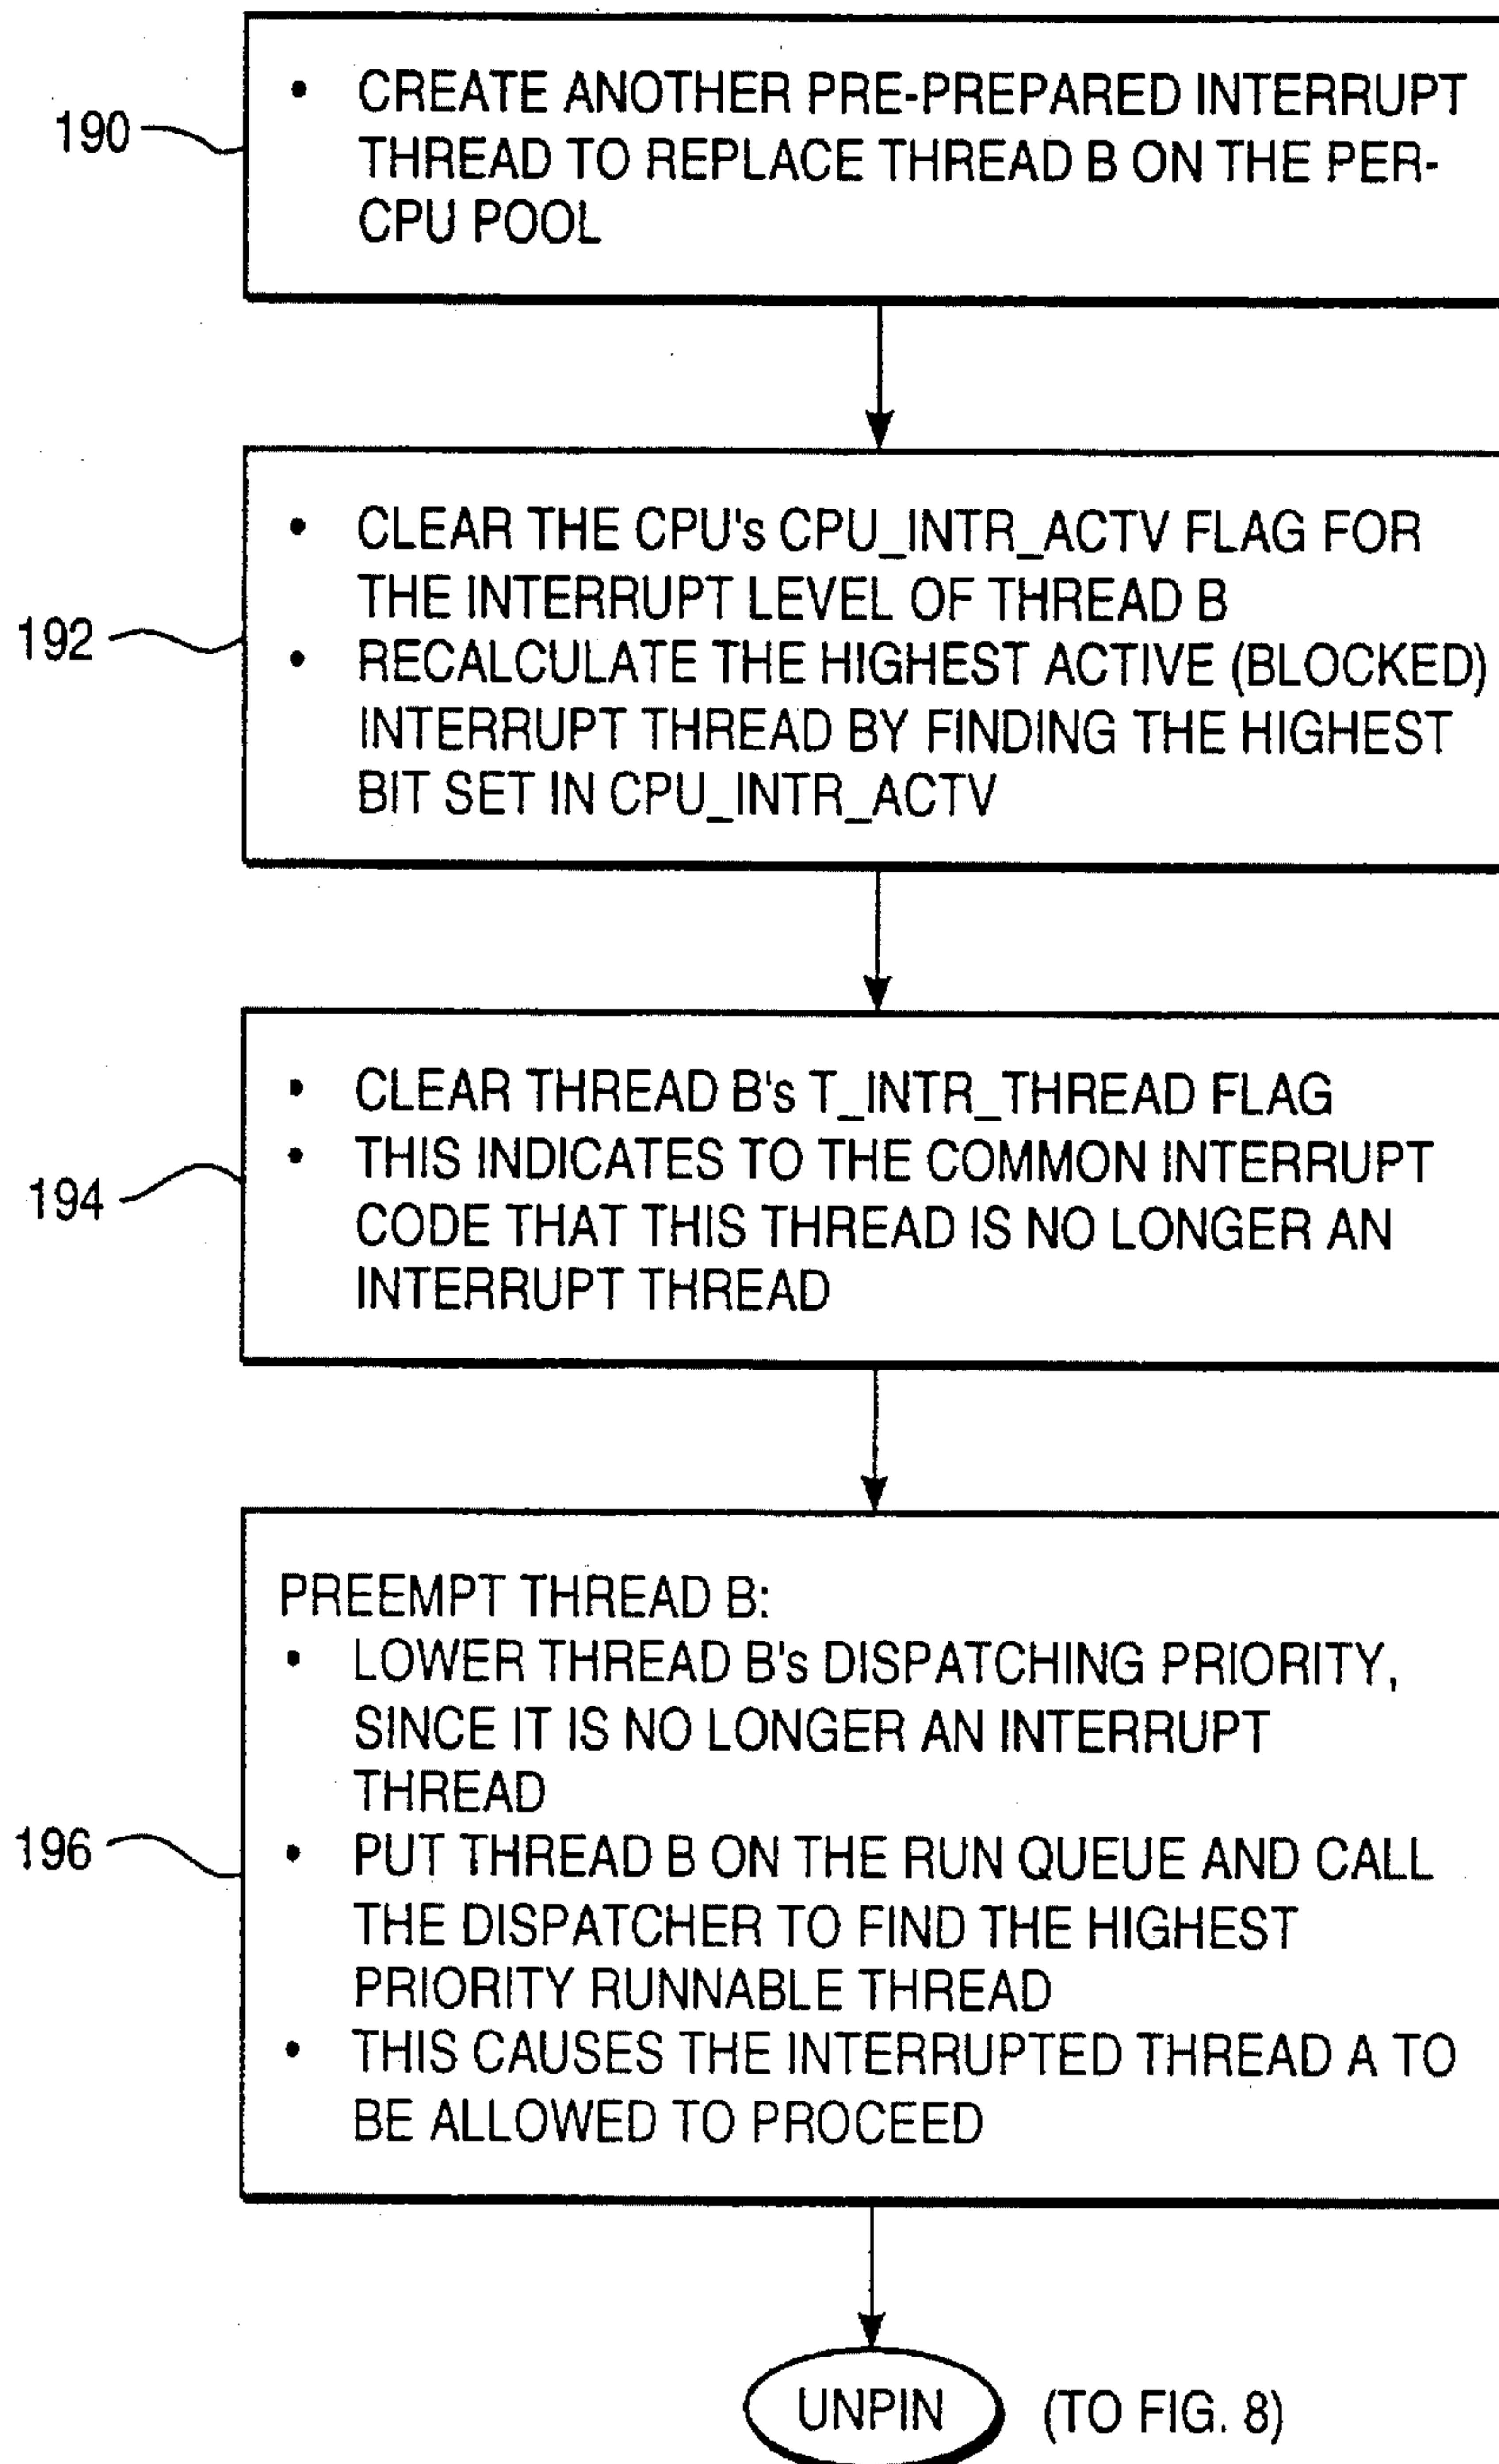 190
• CREATE ANOTHER PRE-PREPARED INTERRUPT
THREAD TO REPLACE THREAD B ON THE PER-
CPU POOL
192
• CLEAR THE CPU's CPU_INTR_ACTV FLAG FOR
THE INTERRUPT LEVEL OF THREAD B
• RECALCULATE THE HIGHEST ACTIVE (BLOCKED)
INTERRUPT THREAD BY FINDING THE HIGHEST
BIT SET IN CPU_INTR_ACTV
194
• CLEAR THREAD B's T_INTR_THREAD FLAG
• THIS INDICATES TO THE COMMON INTERRUPT
CODE THAT THIS THREAD IS NO LONGER AN
INTERRUPT THREAD
196
PREEMPT THREAD B:
• LOWER THREAD B's DISPATCHING PRIORITY,
SINCE IT IS NO LONGER AN INTERRUPT
THREAD
• PUT THREAD B ON THE RUN QUEUE AND CALL
THE DISPATCHER TO FIND THE HIGHEST
PRIORITY RUNNABLE THREAD
• THIS CAUSES THE INTERRUPTED THREAD A TO
BE ALLOWED TO PROCEED
UNPIN (TO FIG. 8)